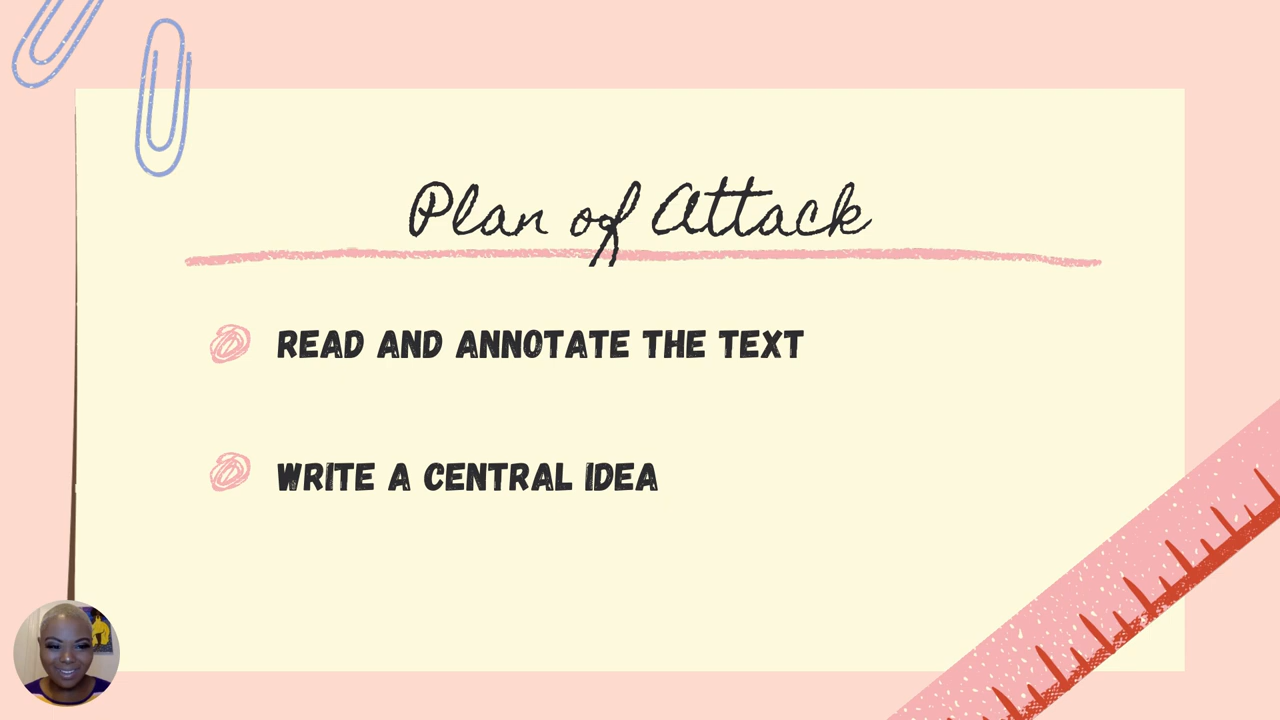 Plan of Attack
READ AND ANNOTATE THE TEXT
WRITE A CENTRAL IDEA